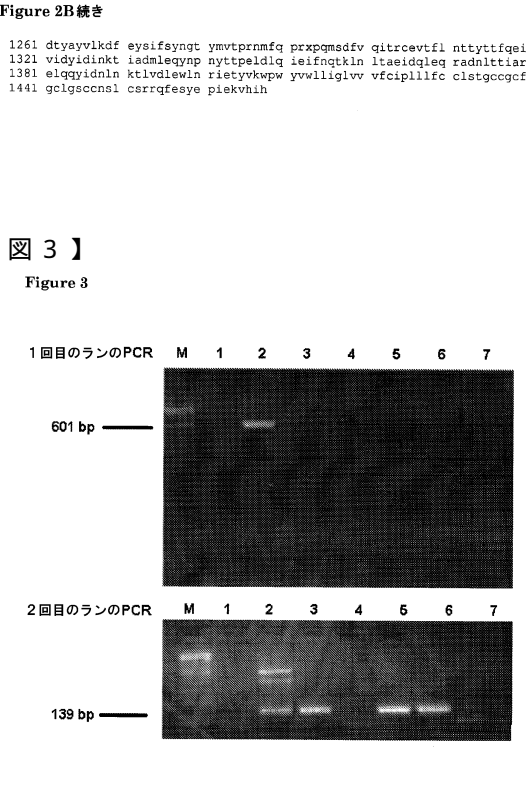 Figure 2B続き
1261 dtyayvlkdf eysifsyngt ymvtprnmfq prxpqmsdfv qitrcevtfl nttyttfqei
1321 vidyidinkt iadmleqynp nyttpeldlq ieifnqtkln ltaeidqleq radnlttiar
1381 elqqyidnln ktlvdlewln rietyvkwpw yvwlliglvv vfciplllfc clstgccgcf
1441 gclgsccnsl csrrqfesye piekvhih
図 3 】
Figure 3
1回目のランのPCR M 1 2 3 4 5 6 7
601 bp
2回目のランのPCR M 1 2 3 4 5 6 7
139 bp